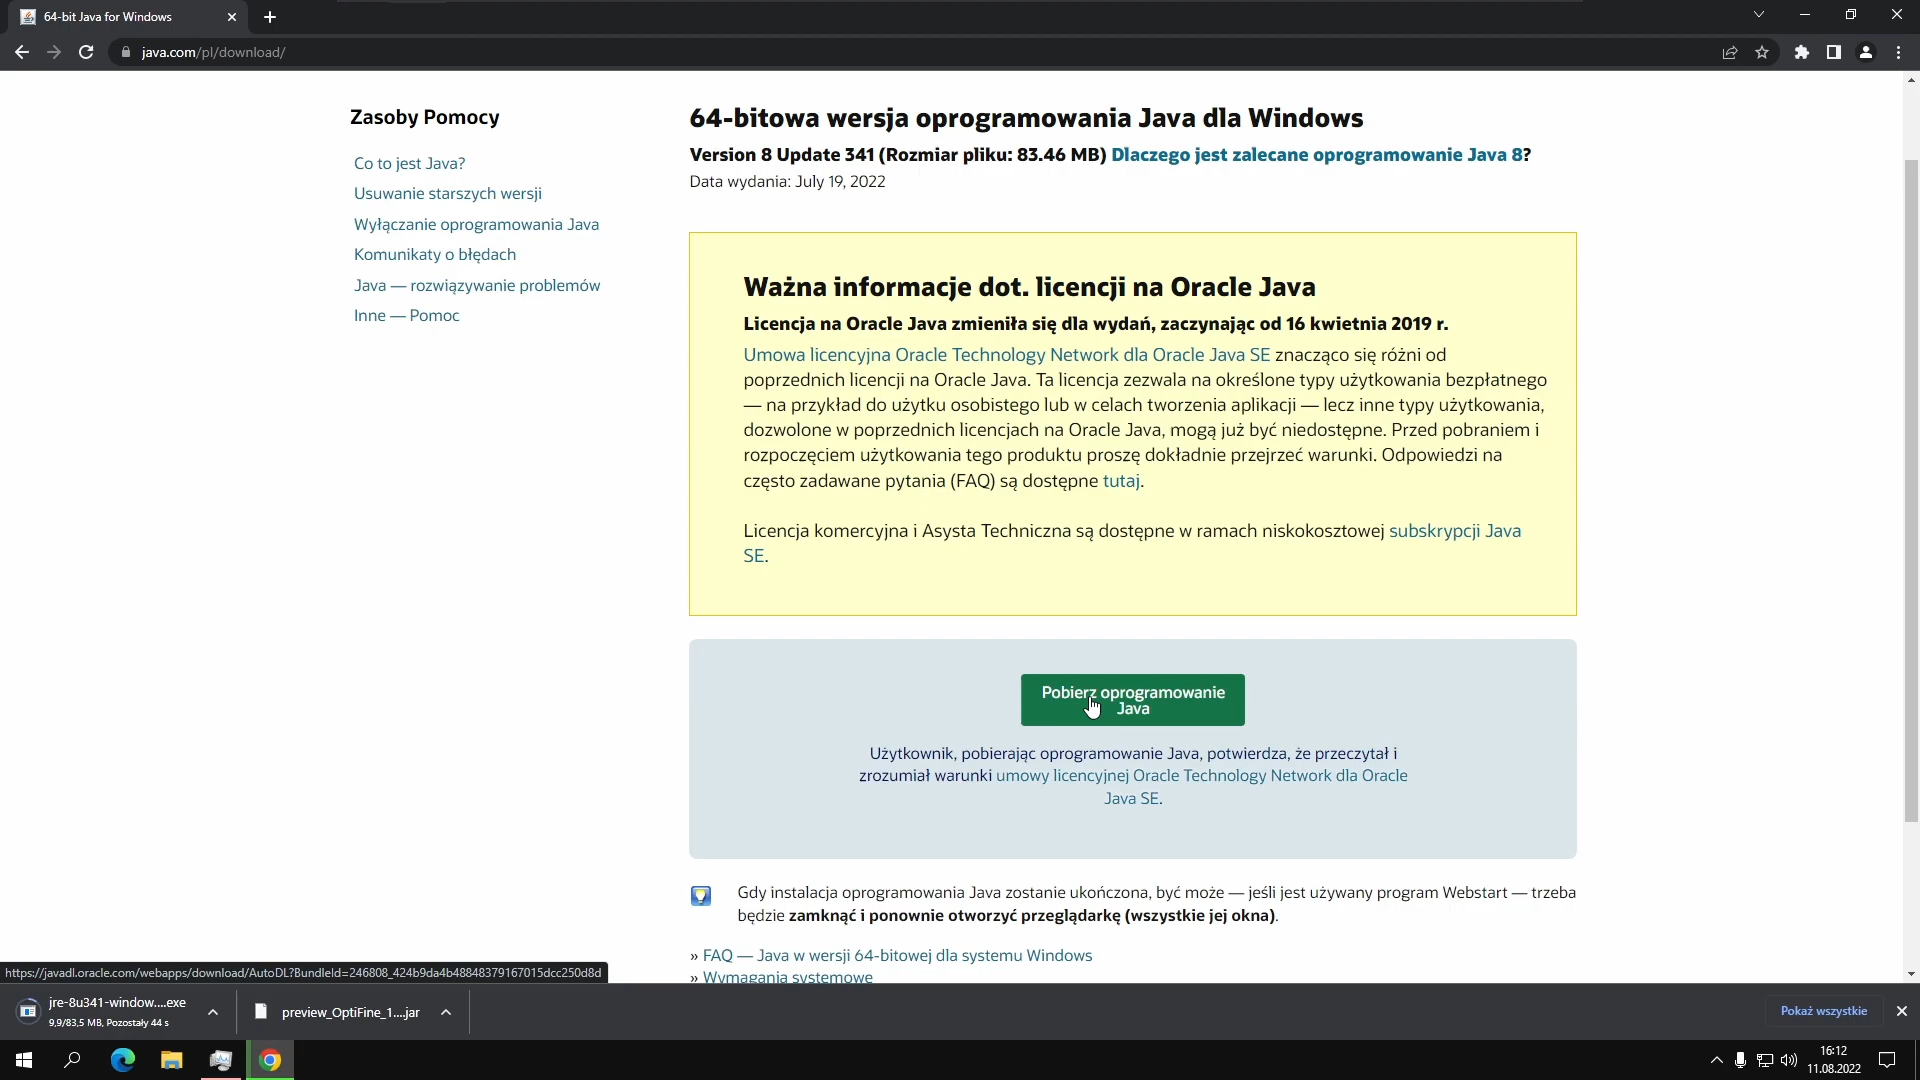 64-bit Java for Windows
java.com/pl/download/
Zasoby Pomocy
Co to jest Java?
Usuwanie starszych wersji
Wyłączanie oprogramowania Java
Komunikaty o błędach
Java — rozwiązywanie problemów
Inne — Pomoc
64-bitowa wersja oprogramowania Java dla Windows
Version 8 Update 341 (Rozmiar pliku: 83.46 MB) Dlaczego jest zalecane oprogramowanie Java 8?
Data wydania: July 19, 2022
Ważna informacje dot. licencji na Oracle Java
Licencja na Oracle Java zmieniła się dla wydań, zaczynając od 16 kwietnia 2019 r.
Umowa licencyjna Oracle Technology Network dla Oracle Java SE znacząco się różni od
poprzednich licencji na Oracle Java. Ta licencja zezwala na określone typy użytkowania bezpłatnego
— na przykład do użytku osobistego lub w celach tworzenia aplikacji — lecz inne typy użytkowania,
dozwolone w poprzednich licencjach na Oracle Java, mogą już być niedostępne. Przed pobraniem i
rozpoczęciem użytkowania tego produktu proszę dokładnie przejrzeć warunki. Odpowiedzi na
często zadawane pytania (FAQ) są dostępne tutaj.
Licencja komercyjna i Asysta Techniczna są dostępne w ramach niskokosztowej subskrypcji Java
SE.
Pobierz oprogramowanie
Java
Użytkownik, pobierając oprogramowanie Java, potwierdza, że przeczytał i
zrozumiał warunki umowy licencyjnej Oracle Technology Network dla Oracle
Java SE.
Gdy instalacja oprogramowania Java zostanie ukończona, być może — jeśli jest używany program Webstart — trzeba
będzie zamknąć i ponownie otworzyć przeglądarkę (wszystkie jej okna).
» FAQ — Java w wersji 64-bitowej dla systemu Windows
» Wymagania systemowe
https://javadl.oracle.com/webapps/download/AutoDL?BundleId=246808_424b9da4b48848379167015dcc250d8d
jre-8u341-window....exe
9,9/83,5 MB, Pozostały 44 s
preview_OptiFine_1....jar
Pokaż wszystkie
16:12
11.08.2022